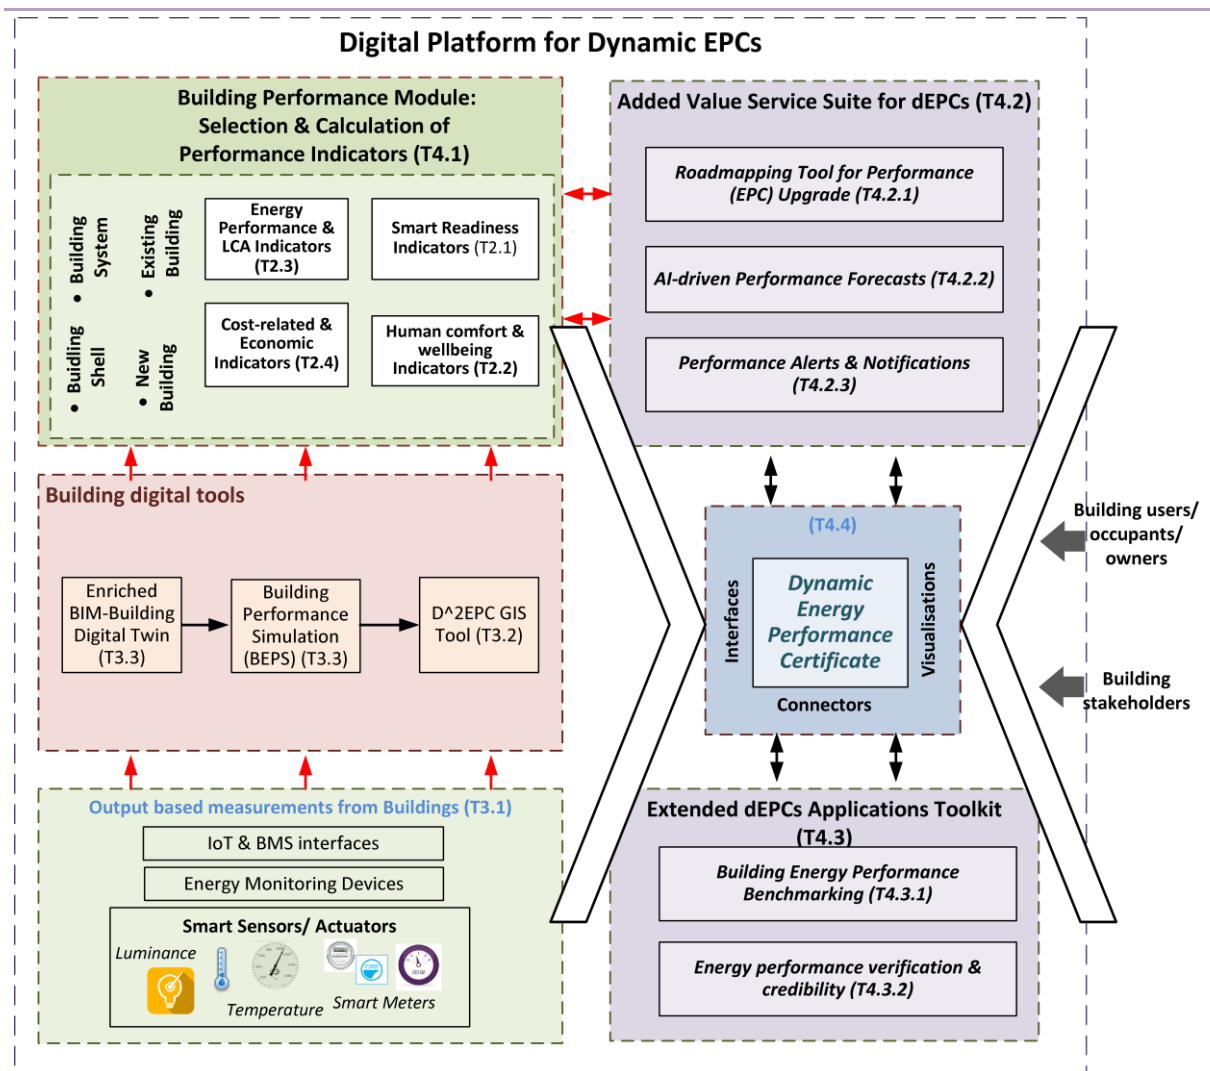 Digital Platform for Dynamic EPCs
Building Performance Module:
Selection & Calculation of
Performance Indicators (T4.1)
• Building
System
• Existing
Building
• Buidling
Shell
• New
Building
Energy
Performance &
LCA Indicators
(T2.3)
Smart Readiness
Indicators (T2.1)
Cost-related &
Economic
Indicators (T2.4)
Human comfort &
wellbeing
Indicators (T2.2)
Added Value Service Suite for dEPCs (T4.2)
Roadmapping Tool for Performance
(EPC) Upgrade (T4.2.1)
AI-driven Performance Forecasts (T4.2.2)
Performance Alerts & Notifications
(T4.2.3)
Building digital tools
Enriched
BIM-Building
Digital Twin
(T3.3)
Building
Performance
Simulation
(BEPS) (T3.3)
D^2EPC GIS
Tool (T3.2)
(T4.4)
Interfaces
Dynamic
Energy
Performance
Certificate
Visualisations
Connectors
Building users/
occupants/
owners
Building
stakeholders
Output based measurements from Buildings (T3.1)
IoT & BMS interfaces
Energy Monitoring Devices
Smart Sensors/ Actuators
Luminance
Temperature
Smart Meters
Extended dEPCs Applications Toolkit
(T4.3)
Building Energy Performance
Benchmarking (T4.3.1)
Energy performance verification &
credibility (T4.3.2)